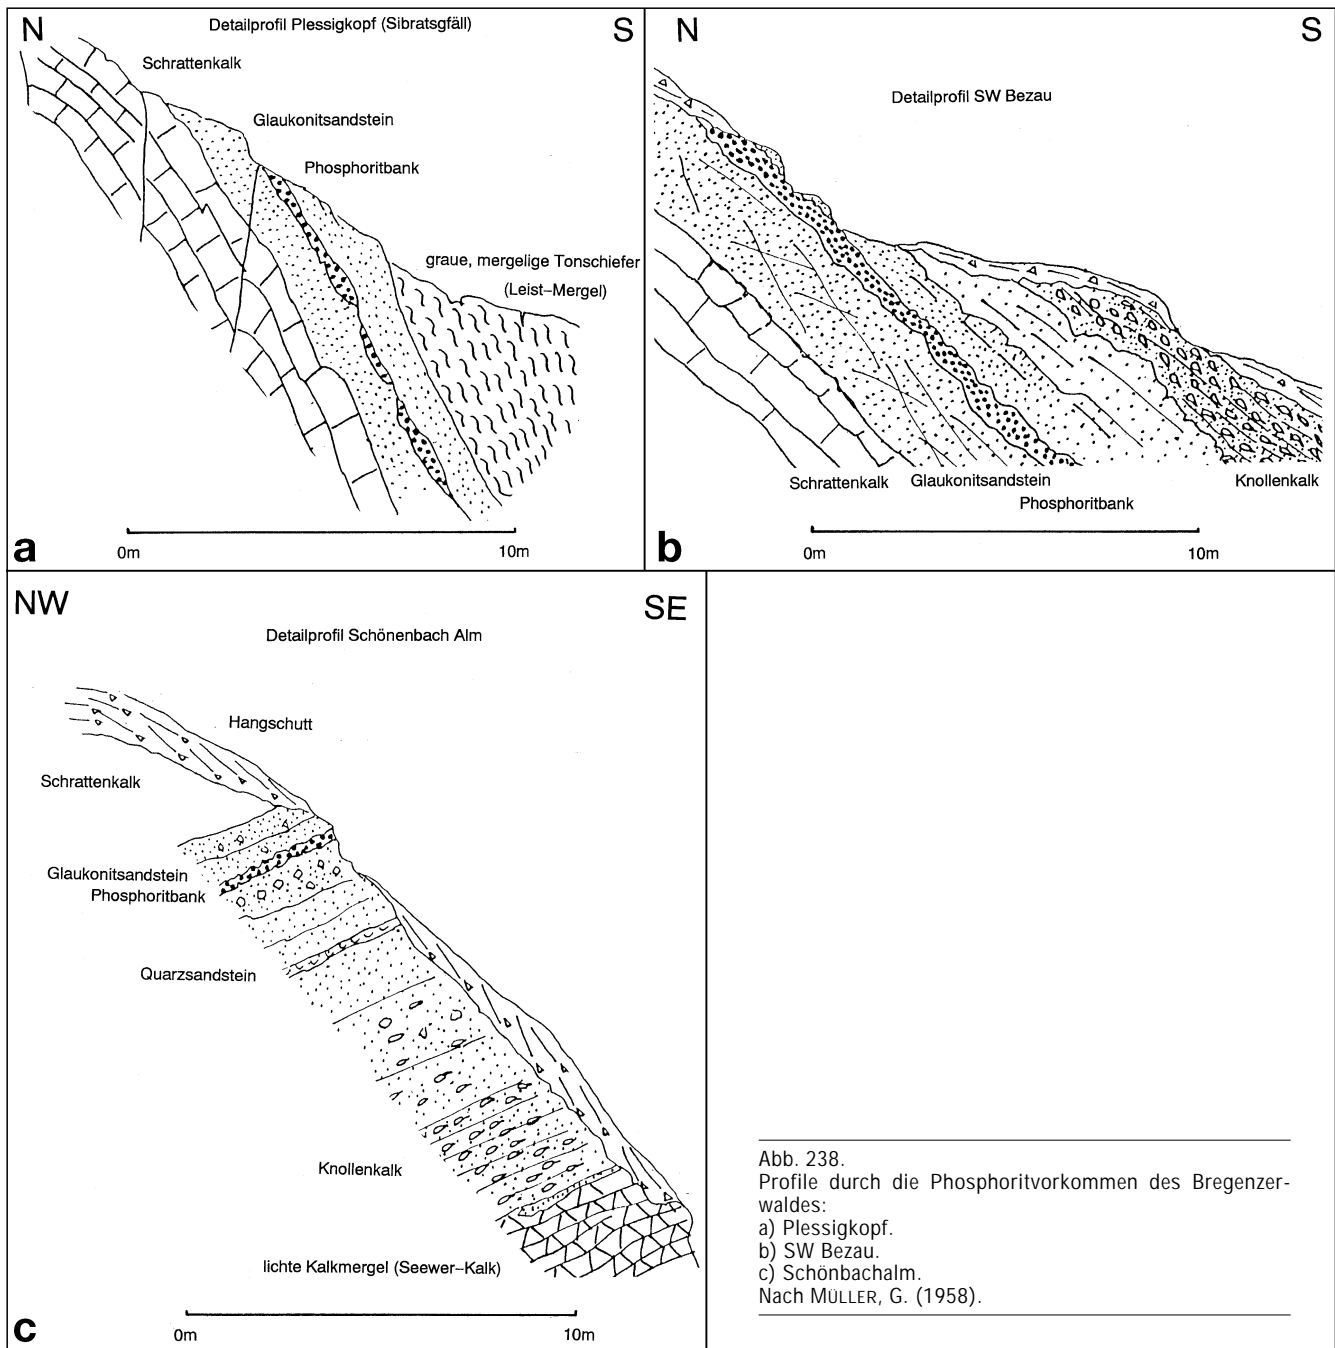 N
Detailprofil Plessigkopf (Sibratsgfäll)
S
Schrattenkalk
Glaukonitsandstein
Phosphoritbank
graue, mergelige Tonschiefer
(Leist–Mergel)
0m
10m
a
N
S
Detailprofil SW Bezau
Schrattenkalk
Glaukonitsandstein
Knollenkalk
Phosphoritbank
0m
10m
b
NW
SE
Detailprofil Schönenbach Alm
Hangschutt
Schrattenkalk
Glaukonitsandstein
Phosphoritbank
Quarzsandstein
Knollenkalk
lichte Kalkmergel (Seewer–Kalk)
0m
10m
c
Abb. 238.
Profile durch die Phosphoritvorkommen des Bregenzer-
waldes:
a) Plessigkopf.
b) SW Bezau.
c) Schönbachalm.
Nach MÜLLER, G. (1958).